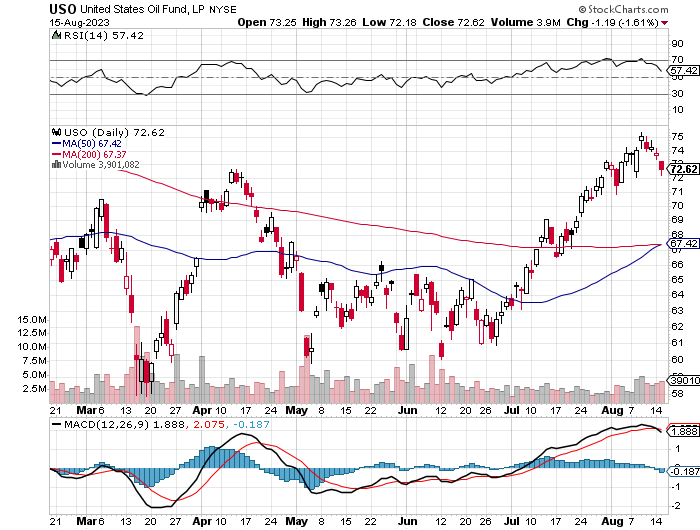 USO United States Oil Fund, LP NYSE
© StockCharts.com
15-Aug-2023
Open 73.25 High 73.26 Low 72.18 Close 72.62 Volume 3.9M Chg -1.19 (-1.61%)
RSI(14) 57.42
90
70
57.42
50
30
10
USO (Daily) 72.62
MA(50) 67.42
MA(200) 67.37
Volume 3,901,082
75
74
73
72.62
72
71
70
69
68
67.42
67
66
65
64
63
62
61
60
59
58
15.0M
12.5M
10.0M
7.5M
5.0M
2.5M
39010
21 Mar 6 13 20 27 Apr 10 17 24 May 8 15 22 Jun 12 20 26 Jul 10 17 24 Aug 7 14
MACD(12,26,9) 1.888, 2.075, -0.187
1.888
1
-0.187
-1
-2
21 Mar 6 13 20 27 Apr 10 17 24 May 8 15 22 Jun 12 20 26 Jul 10 17 24 Aug 7 14